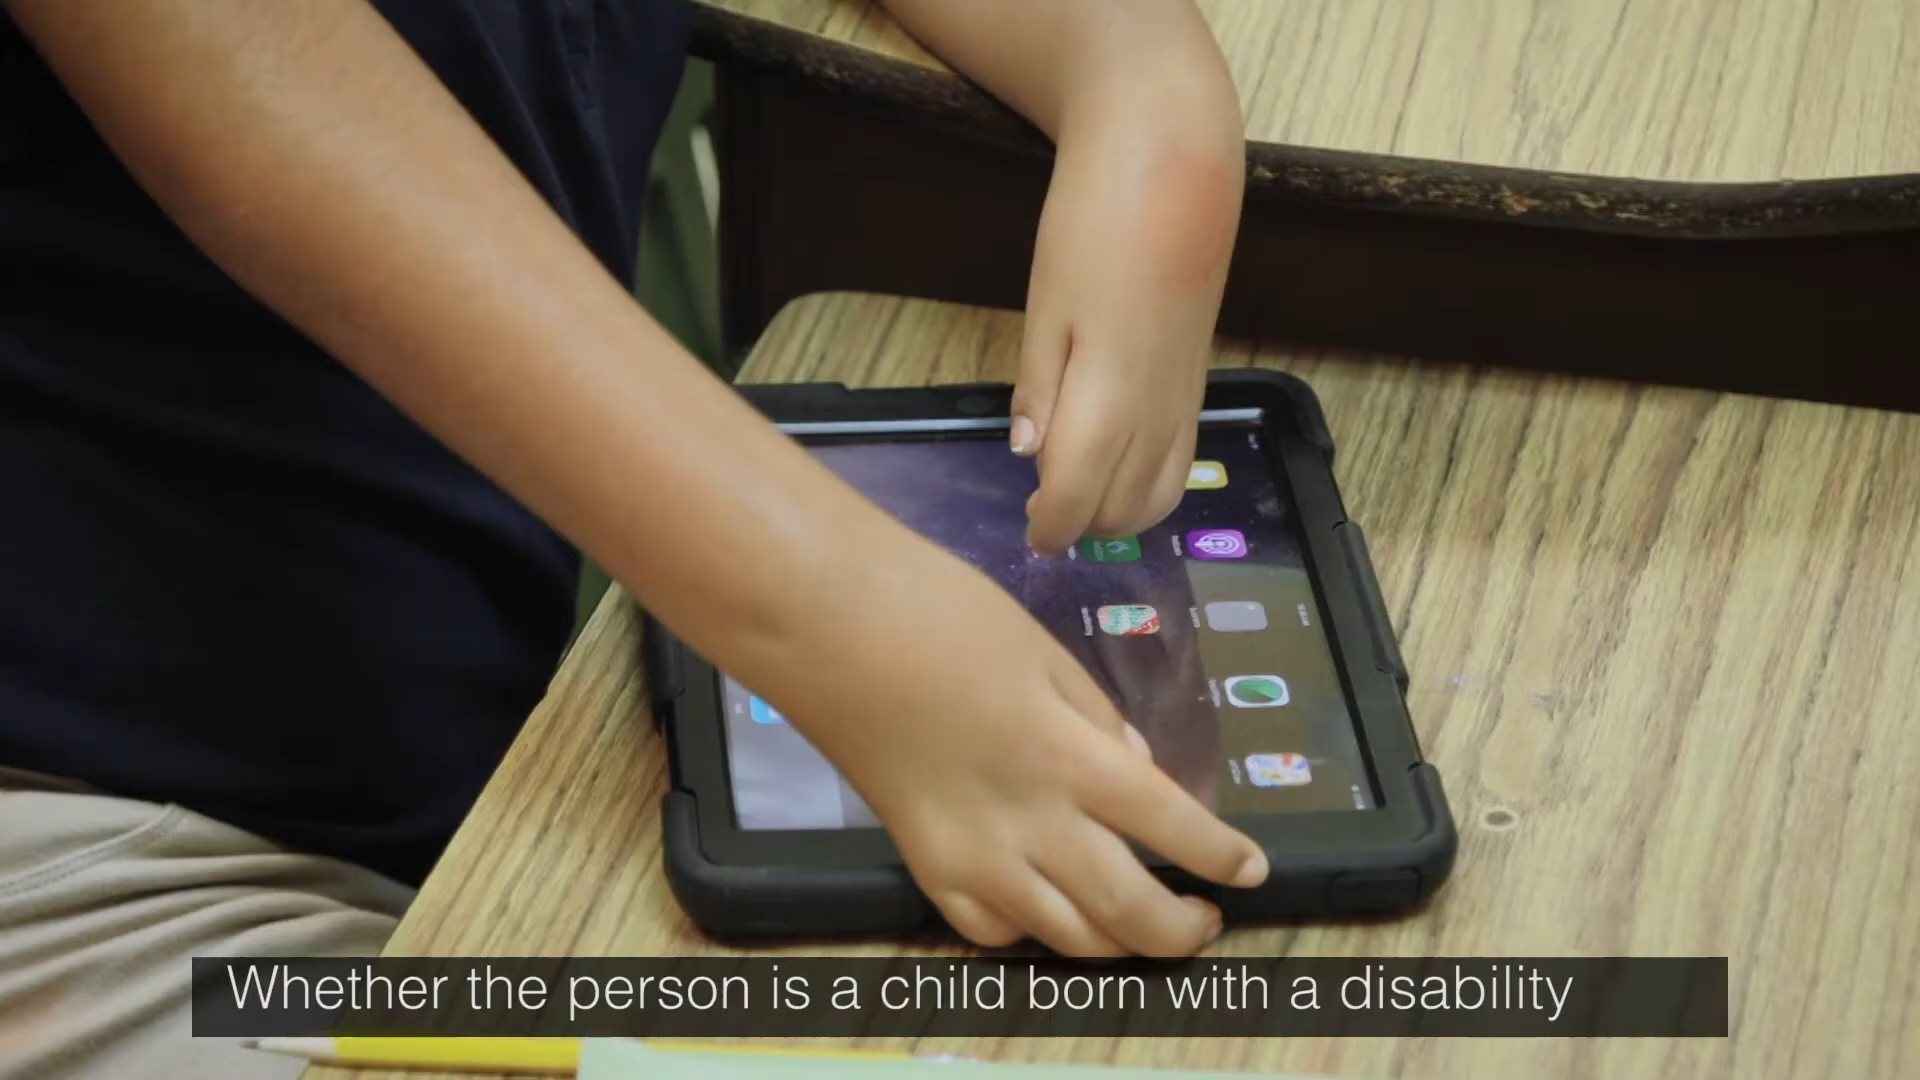 Whether the person is a child born with a disability